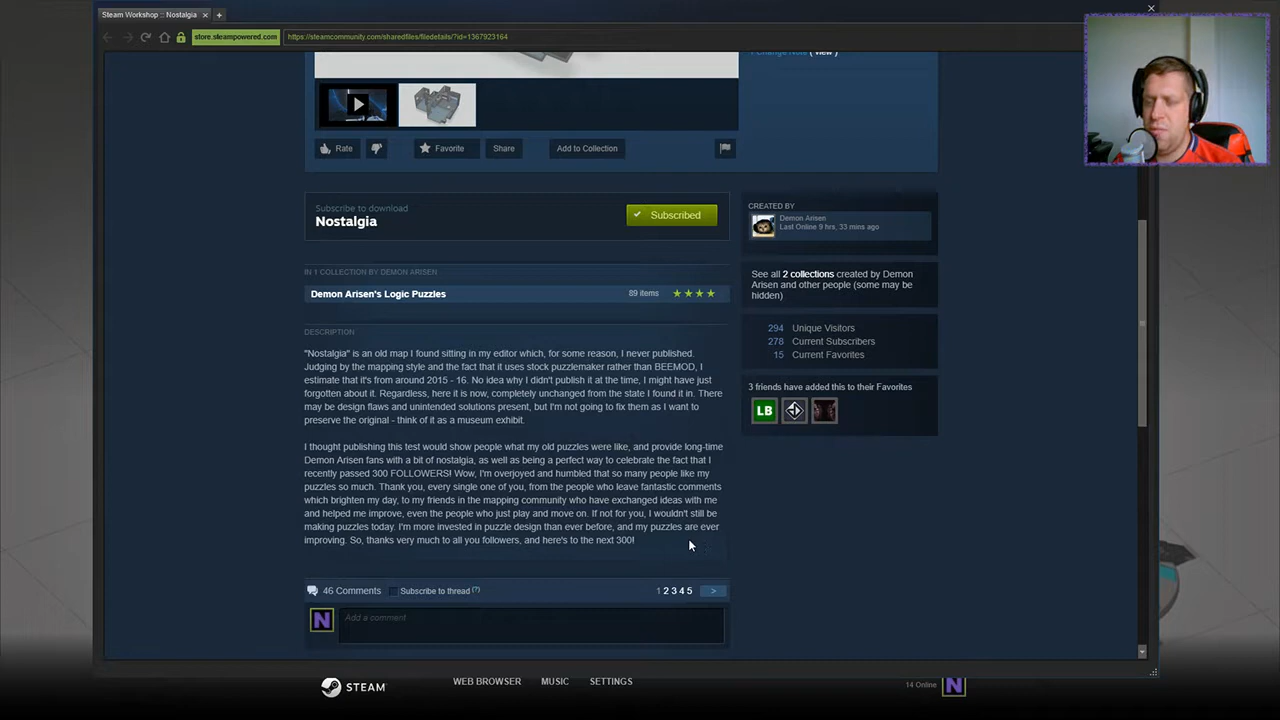 Steam Workshop :: Nostalgia × +
store.steampowered.com https://steamcommunity.com/sharedfiles/filedetails/?id=1367923164
1 Change Note ( view )
Rate Favorite Share Add to Collection
Subscribe to download
Nostalgia
Subscribed
CREATED BY
Demon Arisen
Last Online 9 hrs, 33 mins ago
IN 1 COLLECTION BY DEMON ARISEN
Demon Arisen's Logic Puzzles 89 items
See all 2 collections created by Demon
Arisen and other people (some may be
hidden)
DESCRIPTION
294 Unique Visitors
278 Current Subscribers
15 Current Favorites
"Nostalgia" is an old map I found sitting in my editor which, for some reason, I never published.
Judging by the mapping style and the fact that it uses stock puzzlemaker rather than BEEMOD, I
estimate that it's from around 2015 - 16. No idea why I didn't publish it at the time, I might have just
forgotten about it. Regardless, here it is now, completely unchanged from the state I found it in. There
may be design flaws and unintended solutions present, but I'm not going to fix them as I want to
preserve the original - think of it as a museum exhibit.
3 friends have added this to their Favorites
LB
I thought publishing this test would show people what my old puzzles were like, and provide long-time
Demon Arisen fans with a bit of nostalgia, as well as being a perfect way to celebrate the fact that I
recently passed 300 FOLLOWERS! Wow, I'm overjoyed and humbled that so many people like my
puzzles so much. Thank you, every single one of you, from the people who leave fantastic comments
which brighten my day, to my friends in the mapping community who have exchanged ideas with me
and helped me improve, even the people who just play and move on. If not for you, I wouldn't still be
making puzzles today. I'm more invested in puzzle design than ever before, and my puzzles are ever
improving. So, thanks very much to all you followers, and here's to the next 300!
46 Comments Subscribe to thread (?) 1 2 3 4 5 >
N Add a comment
STEAM WEB BROWSER MUSIC SETTINGS 14 Online N